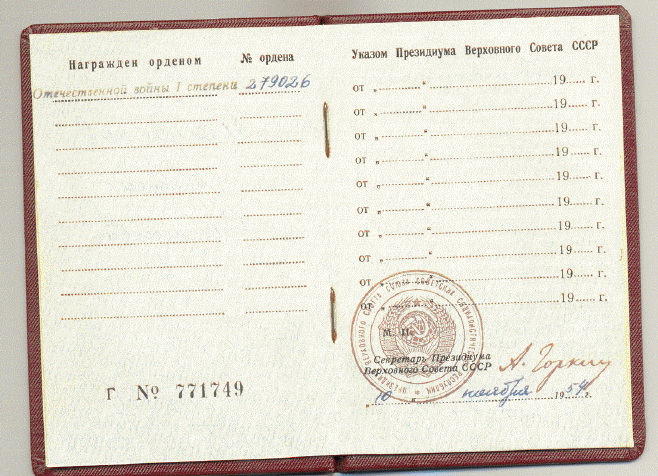 Награжден орденом № ордена
Отечественной войны I степени 279026
Г № 771749
Указом Президиума Верховного Совета СССР
от „ “ 19 г.
от „ “ 19 г.
от „ “ 19 г.
от „ “ 19 г.
от „ “ 19 г.
от „ “ 19 г.
от „ “ 19 г.
от „ “ 19 г.
от „ “ 19 г.
от „ “ 19 г.
М. П.
Секретарь Президиума
Верховного Совета СССР
А. Горкин
„10“ ноября 1954 г.